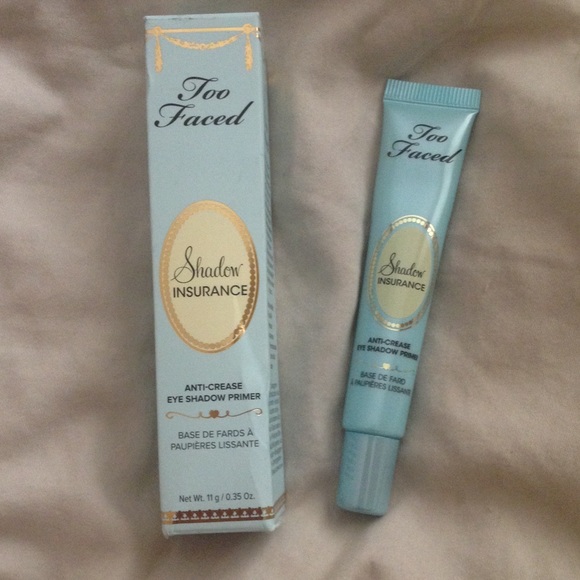 Too
Faced
Shadow
INSURANCE
ANTI-CREASE
EYE SHADOW PRIMER
BASE DE FARDS À
PAUPIÈRES LISSANTE
Net Wt. 11 g / 0.35 Oz.
Too
Faced
Shadow
INSURANCE
ANTI-CREASE
EYE SHADOW PRIMER
BASE DE FARD
À PAUPIÈRES LISSANTE